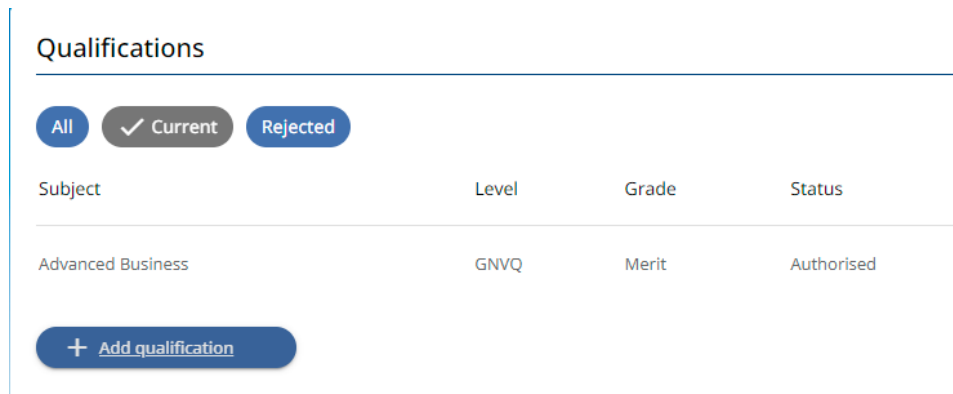 Qualifications
All Current Rejected
Subject Level Grade Status
Advanced Business GNVQ Merit Authorised
Add qualification